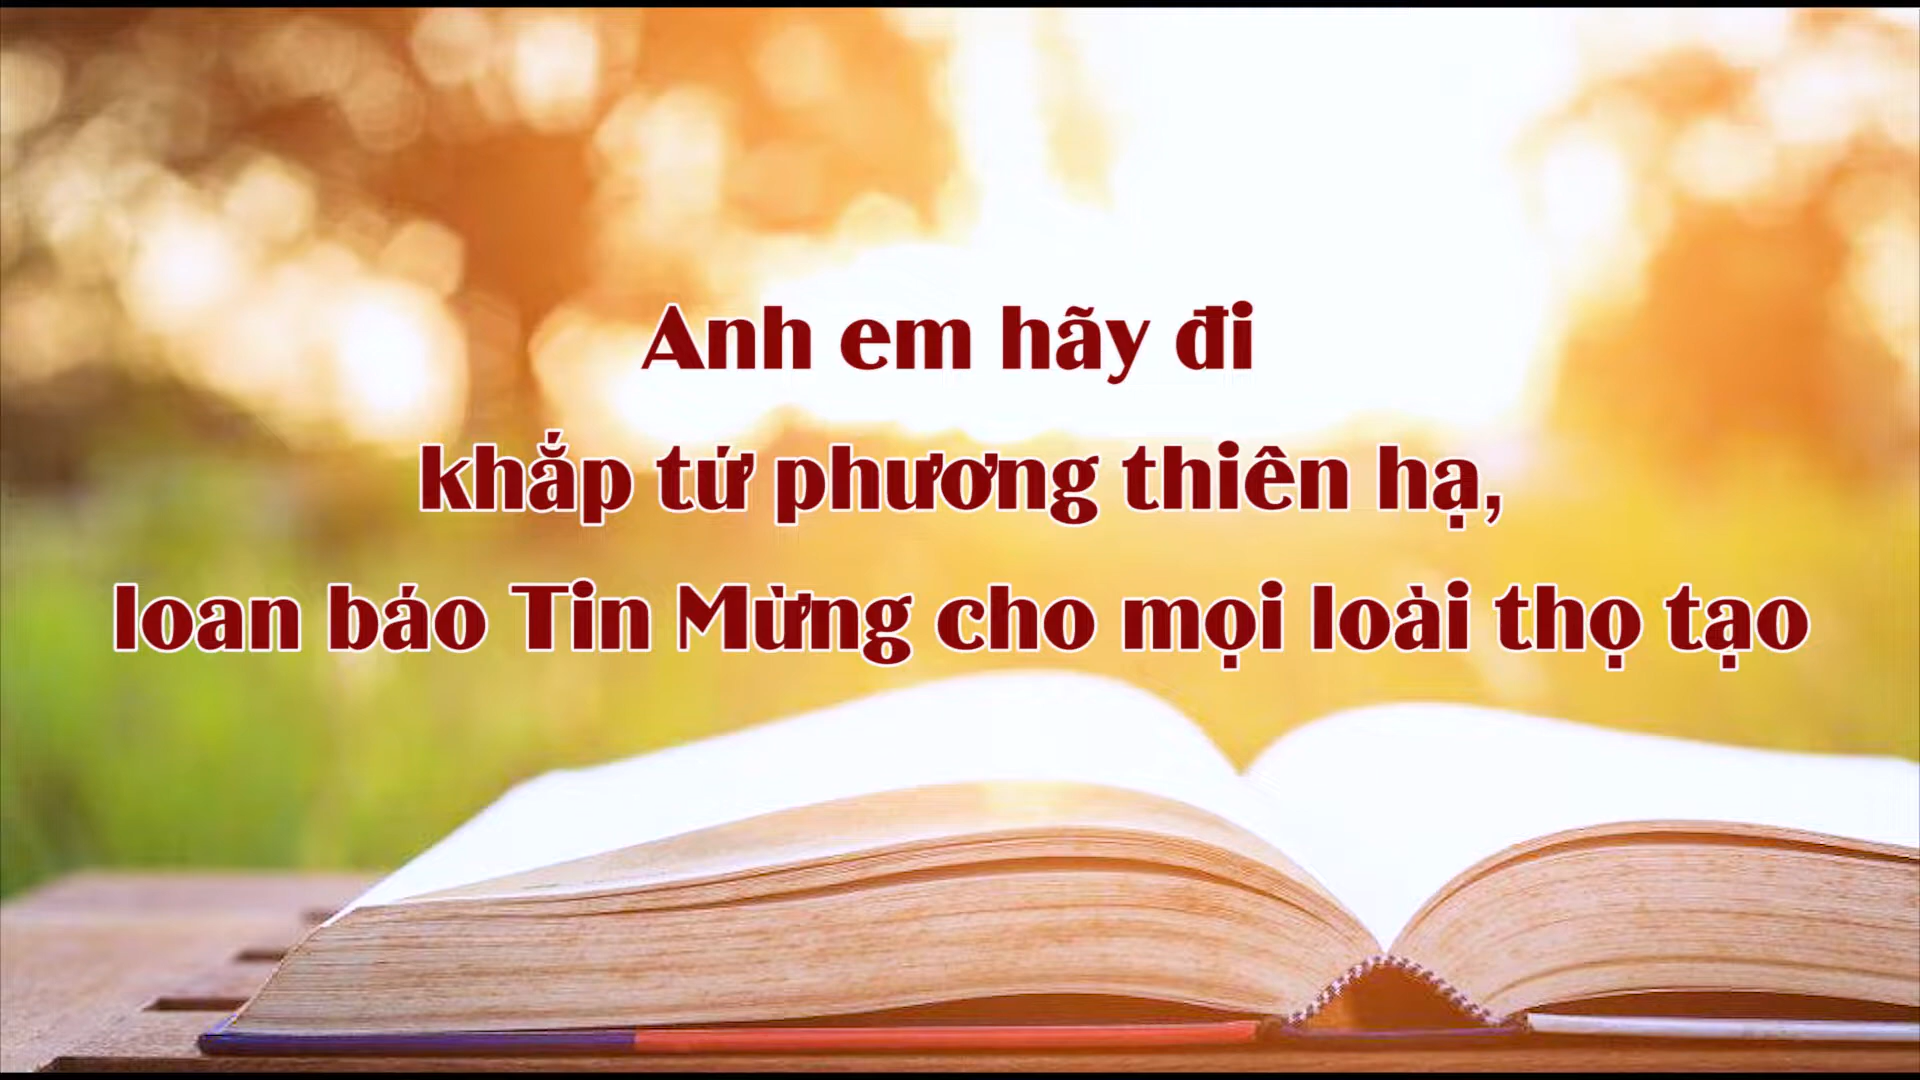 Anh em hãy đi
khắp tứ phương thiên hạ,
loan báo Tin Mừng cho mọi loài thọ tạo